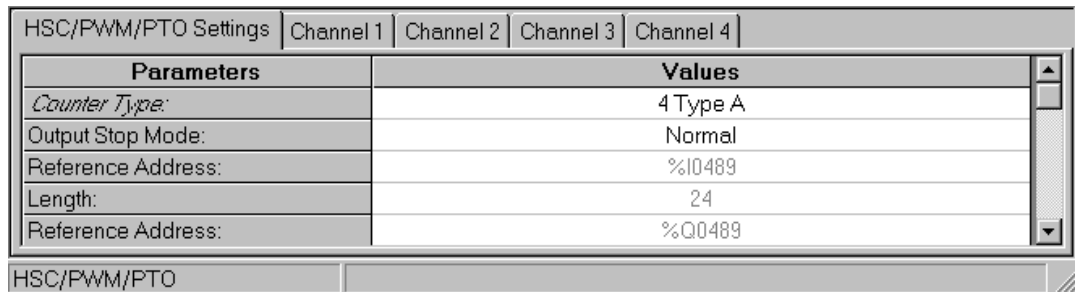 HSC/PWM/PTO Settings Channel 1 Channel 2 Channel 3 Channel 4
Parameters Values
Counter Type: 4 Type A
Output Stop Mode: Normal
Reference Address: %I0489
Length: 24
Reference Address: %Q0489
HSC/PWM/PTO